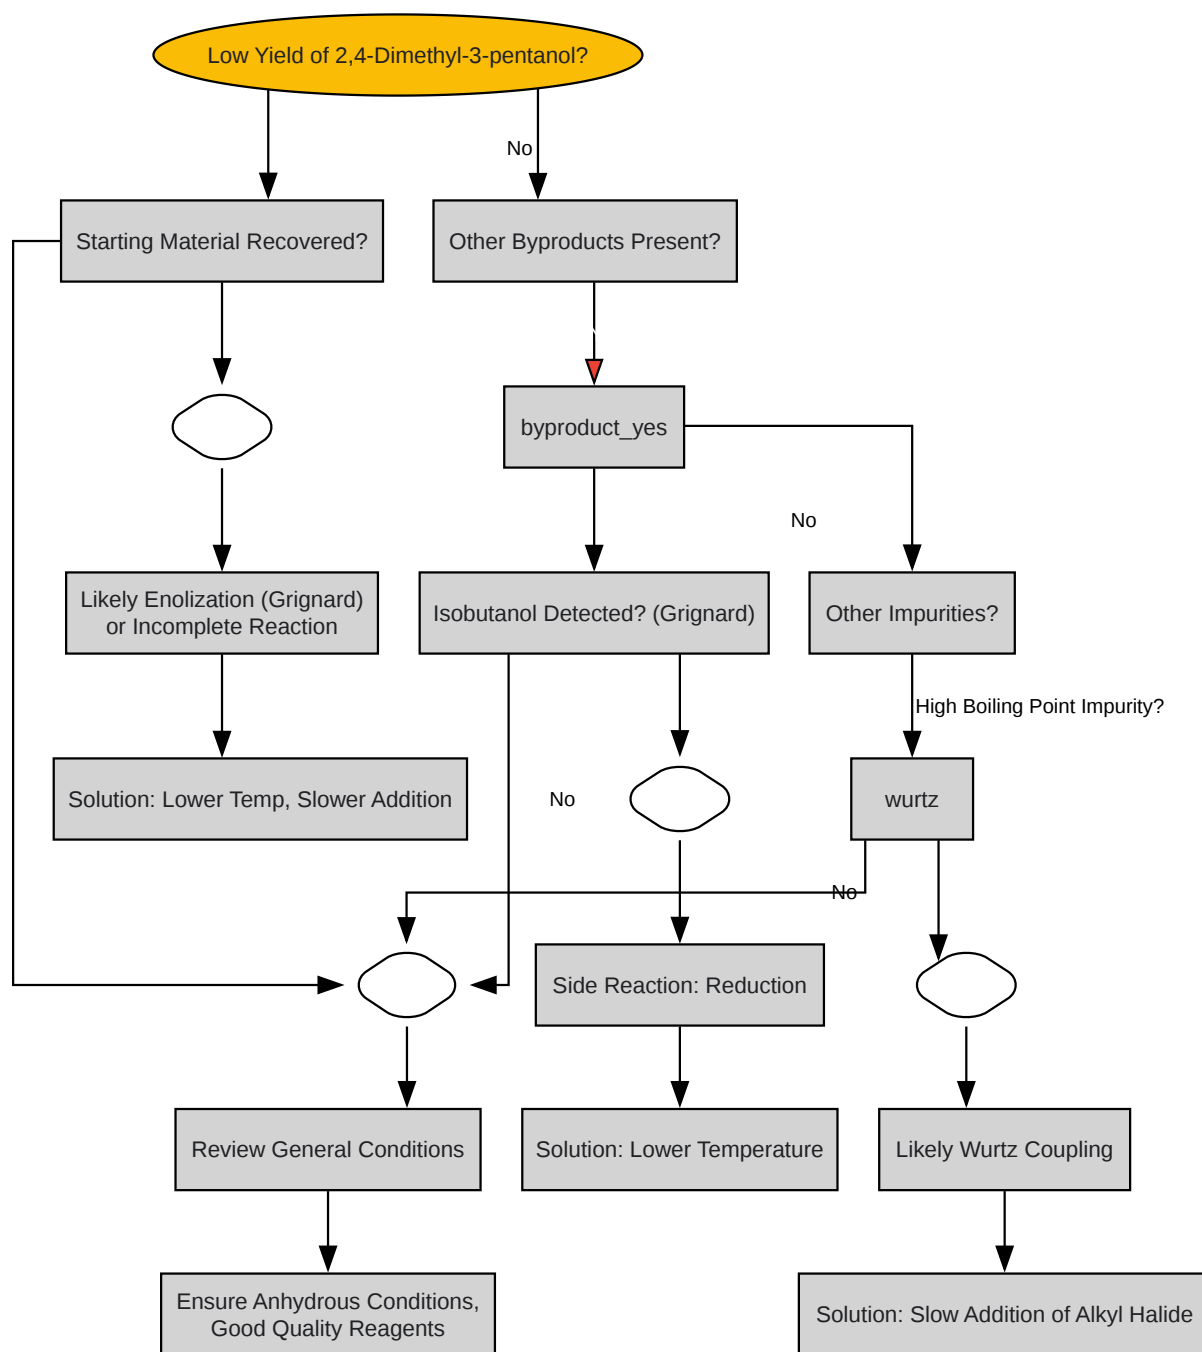 Low Yield of 2,4-Dimethyl-3-pentanol?
No
Starting Material Recovered?
Other Byproducts Present?
byproduct_yes
No
Likely Enolization (Grignard)
or Incomplete Reaction
Isobutanol Detected? (Grignard)
Other Impurities?
High Boiling Point Impurity?
Solution: Lower Temp, Slower Addition
No
wurtz
No
Side Reaction: Reduction
Review General Conditions
Solution: Lower Temperature
Likely Wurtz Coupling
Ensure Anhydrous Conditions,
Good Quality Reagents
Solution: Slow Addition of Alkyl Halide